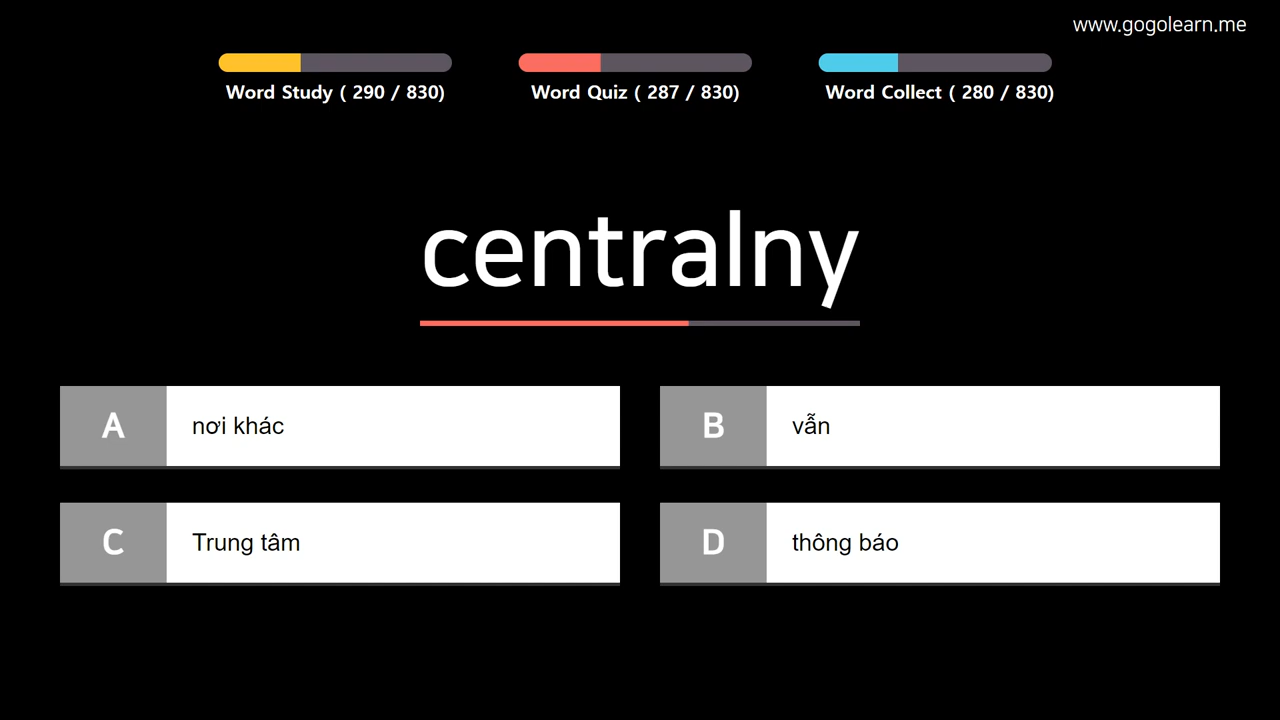 www.gogolearn.me
Word Study ( 290 / 830)
Word Quiz ( 287 / 830)
Word Collect ( 280 / 830)
centralny
A nơi khác
B vẫn
C Trung tâm
D thông báo